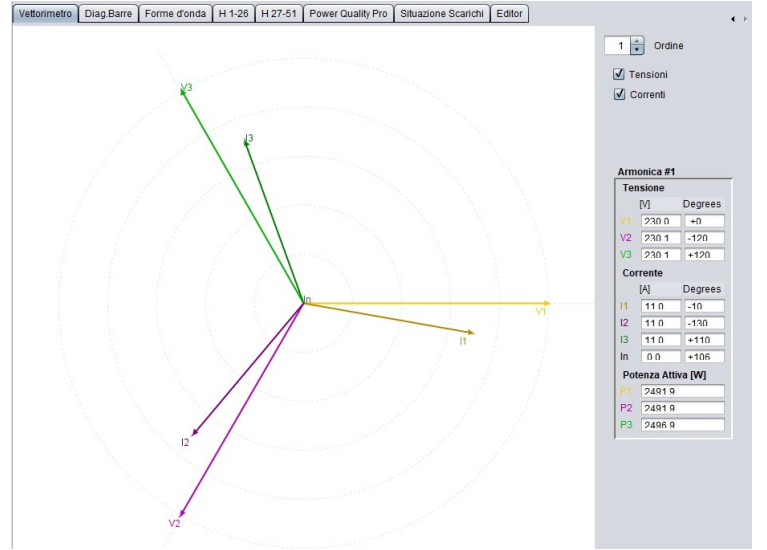 Vettorimetro Diag.Barre Forme d'onda H 1-26 H 27-51 Power Quality Pro Situazione Scarichi Editor
1 Ordine
Tensioni
Correnti
V3
I3
In
V1
I1
I2
V2
Armonica #1
Tensione
[V] Degrees
V1 230.0 +0
V2 230.1 -120
V3 230.1 +120
Corrente
[A] Degrees
I1 11.0 -10
I2 11.0 -130
I3 11.0 +110
In 0.0 +106
Potenza Attiva [W]
P1 2491.9
P2 2491.9
P3 2496.9